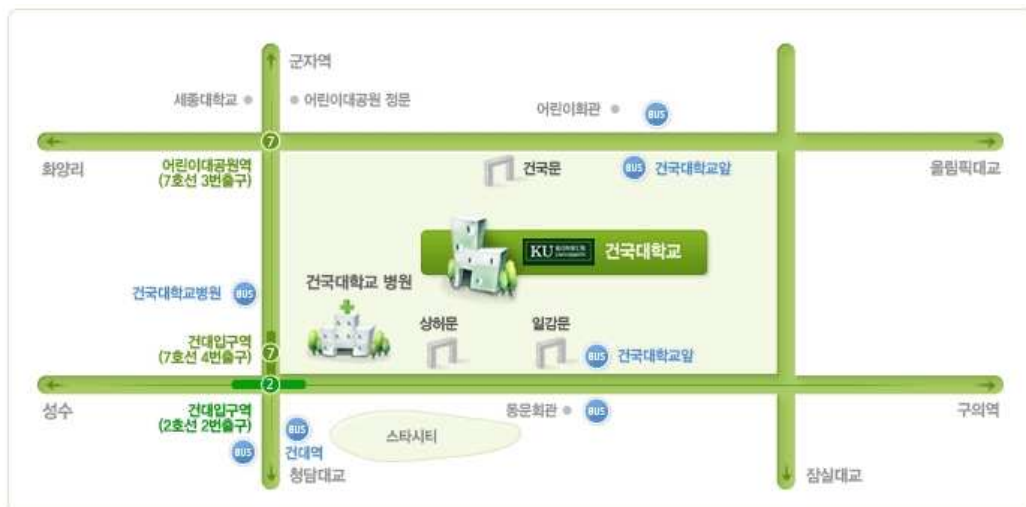 군자역
세종대학교
어린이대공원 정문
어린이회관
BUS
7
화양리
어린이대공원역
(7호선 3번출구)
건국문
BUS
건국대학교앞
올림픽대교
KU
UNIVERSITY
건국대학교
건국대학교 병원
건국대학교병원
BUS
상허문
일감문
건대입구역
(7호선 4번출구)
7
BUS
건국대학교앞
2
성수
건대입구역
(2호선 2번출구)
동문회관
BUS
구의역
BUS
스타시티
BUS
건대역
청담대교
잠실대교